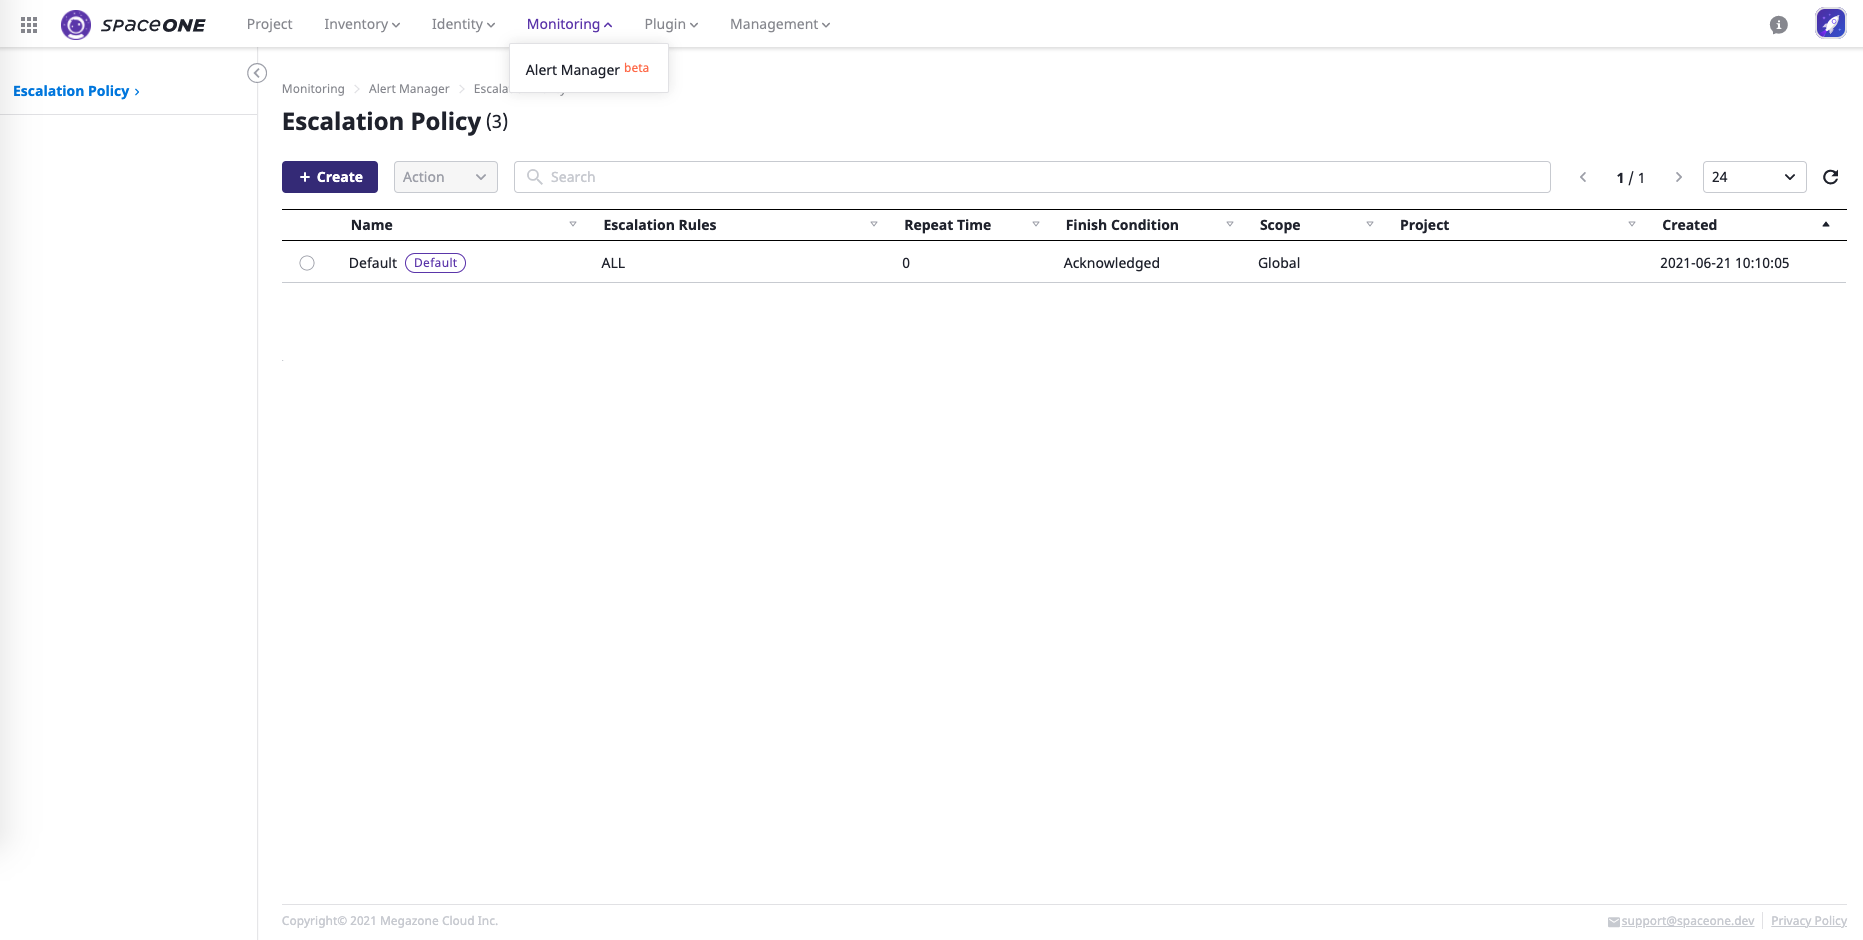 spaceONE Project Inventory Identity Monitoring Plugin Management
Alert Manager beta
Escalation Policy
Monitoring Alert Manager Escala
Escalation Policy (3)
+ Create Action Search 1 / 1 24
Name Escalation Rules Repeat Time Finish Condition Scope Project Created
Default Default ALL 0 Acknowledged Global 2021-06-21 10:10:05
Copyright© 2021 Megazone Cloud Inc. support@spaceone.dev Privacy Policy